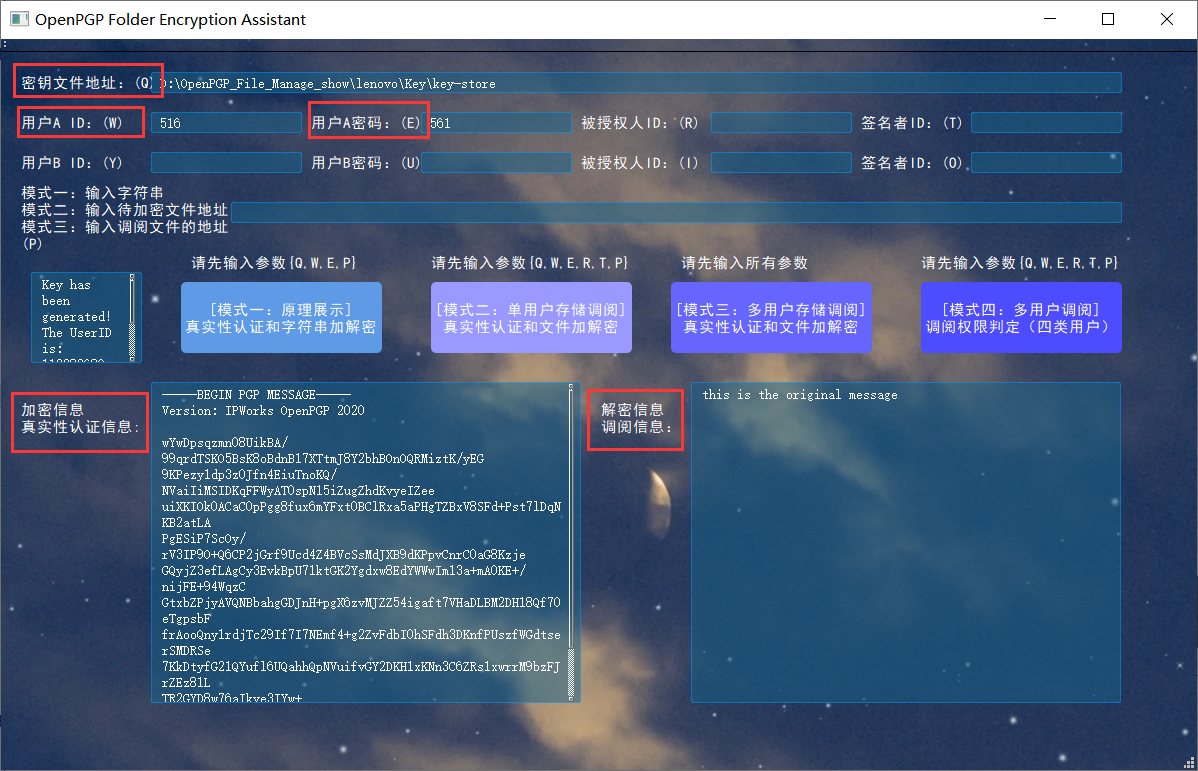 OpenPGP Folder Encryption Assistant
密钥文件地址：(Q) D:\OpenPGP_File_Manage_show\lenovo\Key\key-store
用户A ID：(W) 516 用户A密码：(E) 561 被授权人ID：(R) 签名者ID：(T)
用户B ID：(Y) 用户B密码：(U) 被授权人ID：(I) 签名者ID：(O)
模式一：输入字符串
模式二：输入待加密文件地址
模式三：输入调阅文件的地址
(P)
请先输入参数{Q,W,E,P} 请先输入参数{Q,W,E,R,T,P} 请先输入所有参数 请先输入参数{Q,W,E,R,T,P}
Key has
been
generated!
The UserID
is:
[模式一：原理展示]
真实性认证和字符串加解密
[模式二：单用户存储调阅]
真实性认证和文件加解密
[模式三：多用户存储调阅]
真实性认证和文件加解密
[模式四：多用户调阅]
调阅权限判定（四类用户）
加密信息
真实性认证信息：
-----BEGIN PGP MESSAGE-----
Version: IPWorks OpenPGP 2020
wYwDpsqzmnO8UikBA/
99qrdTSKO5BsK8oBdnB17XTtmJ8Y2bhBOnOQRMiztK/yEG
9KPezy1dp3zOJfn4EiuTnoKQ/
NVaiIiMSIDKqFFWyATOspN15iZugZhdKvyeIZee
uiXKIOkOACaCOpPgg8fux6mYFxtOBClRxa5aPHgTZBxV8SFd+Pst7lDqN
KB2atLA
PgESiP7ScOy/
rV3IP9O+Q6CP2jGrf9Ucd4Z4BVcSsMdJXB9dKPpvCnrCOaG8Kzje
GQyjZ3efLAgCy3EvkBpU71ktGK2Ygdxw8EdYWWwIm13a+mAOKE+/
nijFE+94WqzC
GtxbZPjyAVQNBbahgGDJnH+pgX6zvMJZZ54igaft7VHaDLBM2DH18Qf7O
eTgpsbF
frAooQny1rdjTc29If7I7NEmf4+g2ZvFdbIOhSFdh3DKnfPUszfWGdtse
rSMDRSe
7KkDtyfG21QYufl6UQahhQpNVuifvGY2DKH1xKNn3C6ZRslxwrrM9bzFJ
rZEz81L
解密信息
调阅信息：
this is the original message